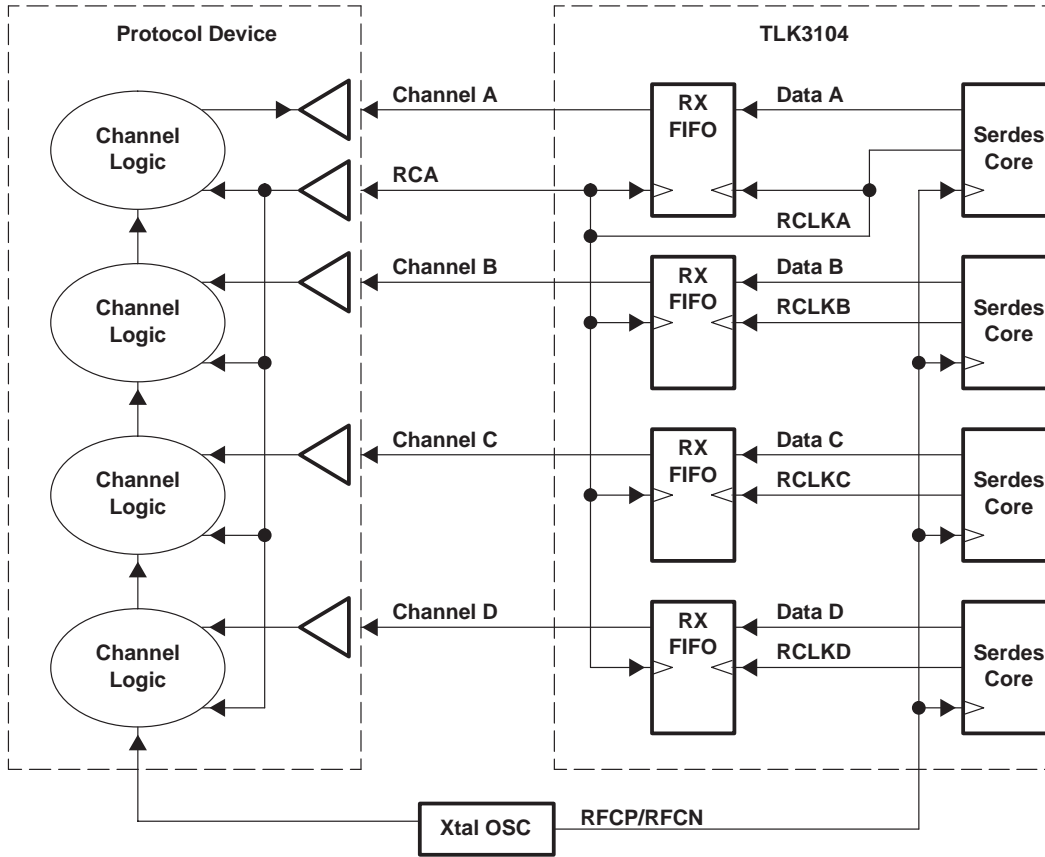 Protocol Device
TLK3104
Channel A
RX
FIFO
Data A
Channel
Logic
Serdes
Core
RCA
RCLKA
Channel B
RX
FIFO
Data B
Channel
Logic
RCLKB
Serdes
Core
Channel C
RX
FIFO
Data C
Channel
Logic
RCLKC
Serdes
Core
Channel D
RX
FIFO
Data D
Channel
Logic
RCLKD
Serdes
Core
Xtal OSC
RFCP/RFCN